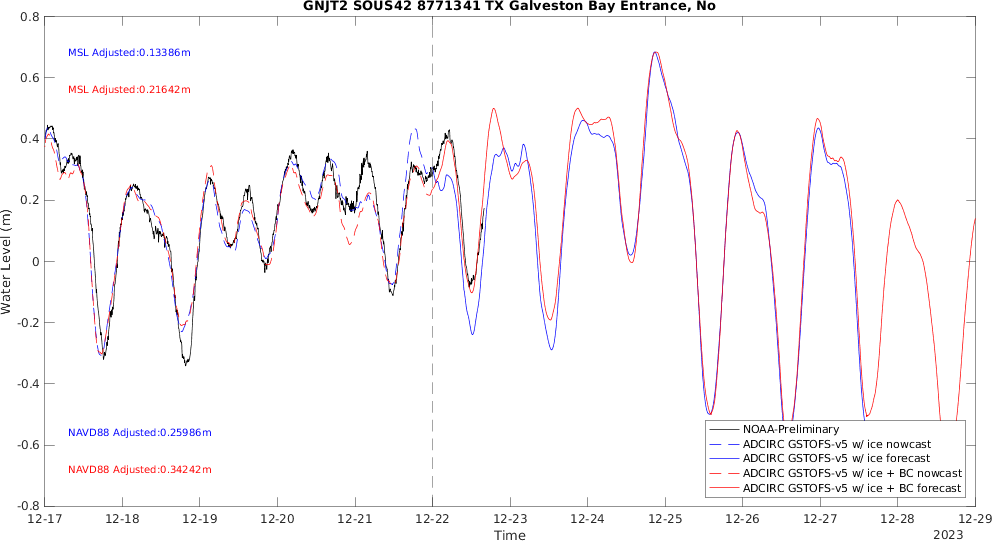 GNJT2 SOUS42 8771341 TX Galveston Bay Entrance, No
MSL Adjusted:0.13386m
MSL Adjusted:0.21642m
NAVD88 Adjusted:0.25986m
NAVD88 Adjusted:0.34242m
Water Level (m)
0.8
0.6
0.4
0.2
0
-0.2
-0.4
-0.6
-0.8
NOAA-Preliminary
ADCIRC GSTOFS-v5 w/ ice nowcast
ADCIRC GSTOFS-v5 w/ ice forecast
ADCIRC GSTOFS-v5 w/ ice + BC nowcast
ADCIRC GSTOFS-v5 w/ ice + BC forecast
12-17 12-18 12-19 12-20 12-21 12-22 12-23 12-24 12-25 12-26 12-27 12-28 12-29
Time
2023